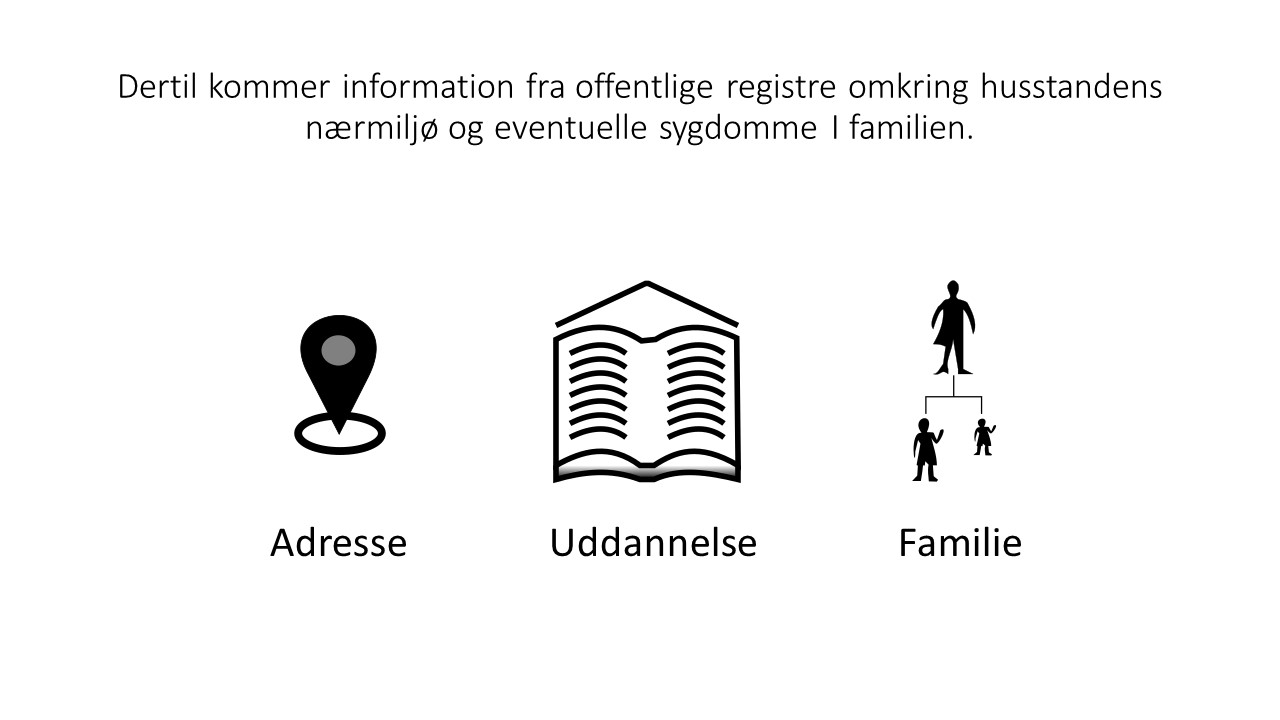 Dertil kommer information fra offentlige registre omkring husstandens
nærmiljø og eventuelle sygdomme I familien.
Adresse
Uddannelse
Familie